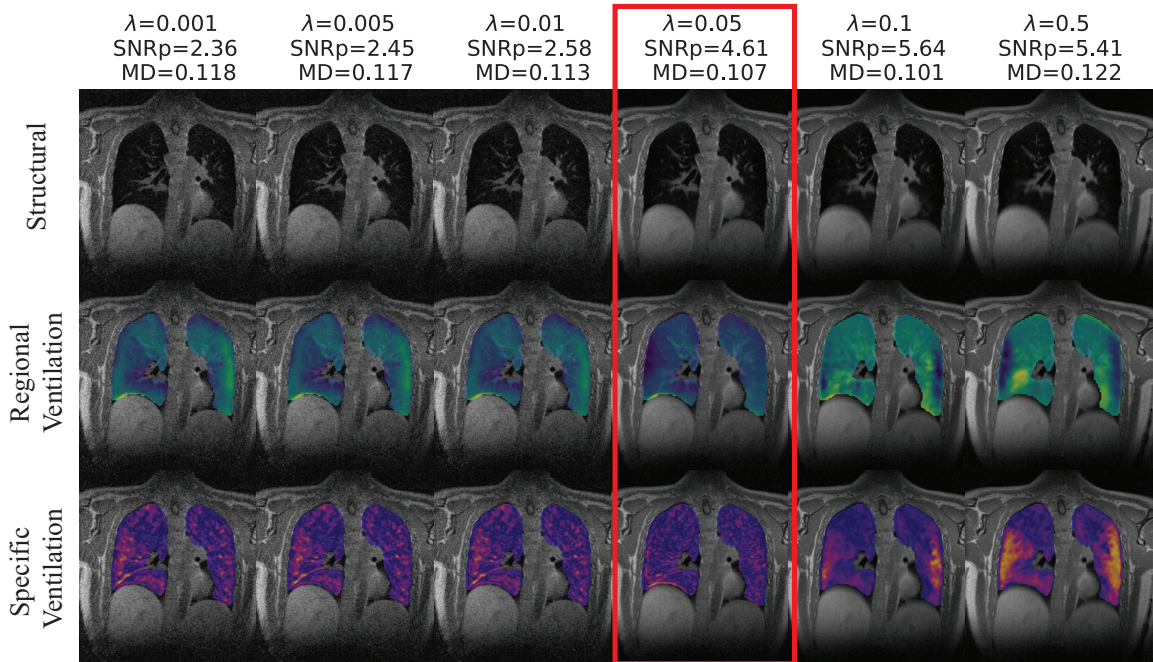 λ=0.001
SNRp=2.36
MD=0.118
λ=0.005
SNRp=2.45
MD=0.117
λ=0.01
SNRp=2.58
MD=0.113
λ=0.05
SNRp=4.61
MD=0.107
λ=0.1
SNRp=5.64
MD=0.101
λ=0.5
SNRp=5.41
MD=0.122
Structural
Regional
Ventilation
Specific
Ventilation